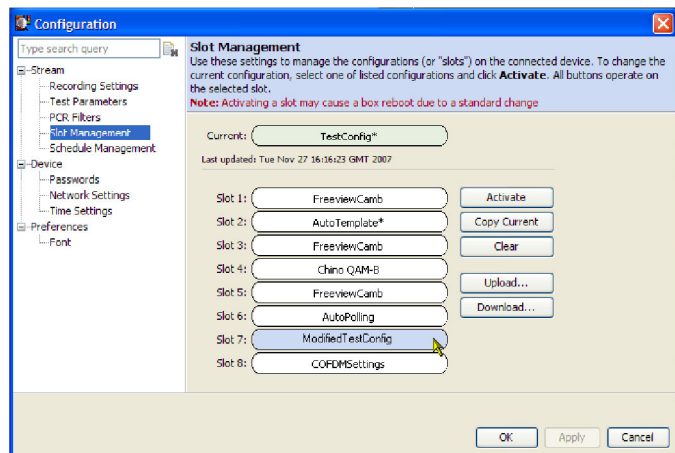 Configuration
Type search query
Stream
Recording Settings
Test Parameters
PCR Filters
Slot Management
Schedule Management
Device
Passwords
Network Settings
Time Settings
Preferences
Font
Slot Management
Use these settings to manage the configurations (or "slots") on the connected device. To change the
current configuration, select one of listed configurations and click Activate. All buttons operate on
the selected slot.
Note: Activating a slot may cause a box reboot due to a standard change
Current: TestConfig*
Last updated: Tue Nov 27 16:16:23 GMT 2007
Slot 1: FreeviewCamb
Slot 2: AutoTemplate*
Slot 3: FreeviewCamb
Slot 4: Chino QAM-B
Slot 5: FreeviewCamb
Slot 6: AutoPolling
Slot 7: ModifiedTestConfig
Slot 8: COFDMSettings
Activate
Copy Current
Clear
Upload...
Download...
OK Apply Cancel